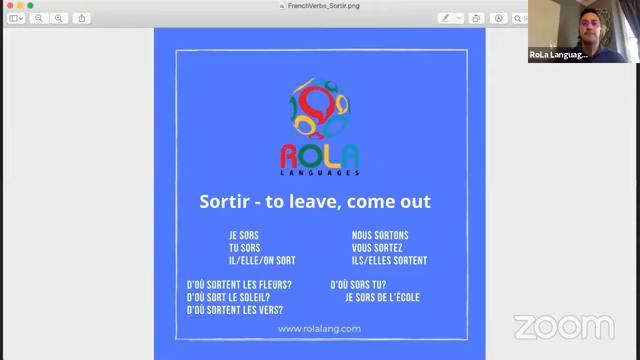 FrenchVerbs_Sortir.png
RoLa Languag...
ROLA
LANGUAGES
Sortir - to leave, come out
JE SORS
TU SORS
IL/ELLE/ON SORT
NOUS SORTONS
VOUS SORTEZ
ILS/ELLES SORTENT
D'OÙ SORTENT LES FLEURS?
D'OÙ SORT LE SOLEIL?
D'OÙ SORTENT LES VERS?
D'OÙ SORS TU?
JE SORS DE L'ÉCOLE
www.rolalang.com
zoom